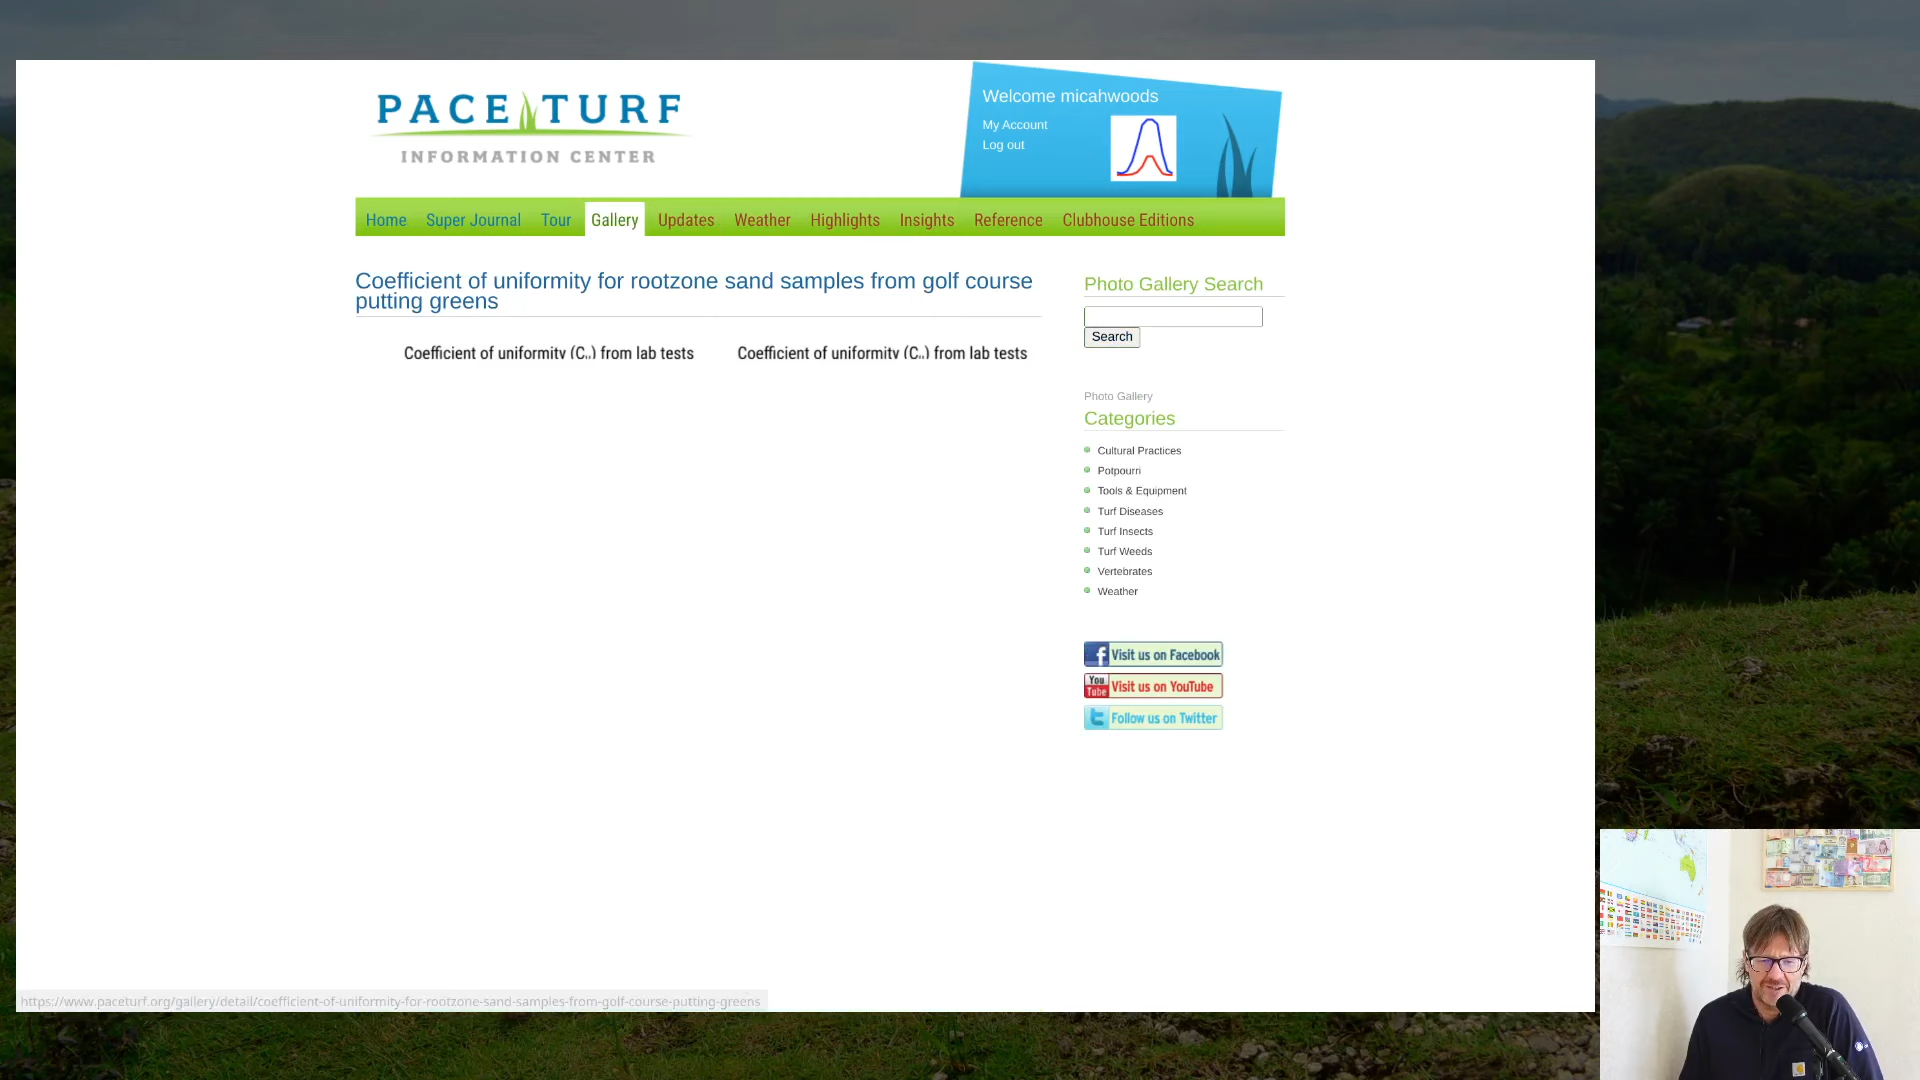 PACE TURF
INFORMATION CENTER
Welcome micahwoods
My Account
Log out
Home Super Journal Tour Gallery Updates Weather Highlights Insights Reference Clubhouse Editions
Coefficient of uniformity for rootzone sand samples from golf course
putting greens
Coefficient of uniformity (Cᵤ) from lab tests
Coefficient of uniformity (Cᵤ) from lab tests
Photo Gallery Search
Search
Photo Gallery
Categories
Cultural Practices
Potpourri
Tools & Equipment
Turf Diseases
Turf Insects
Turf Weeds
Vertebrates
Weather
Visit us on Facebook
You Tube Visit us on YouTube
Follow us on Twitter
https://www.paceturf.org/gallery/detail/coefficient-of-uniformity-for-rootzone-sand-samples-from-golf-course-putting-greens